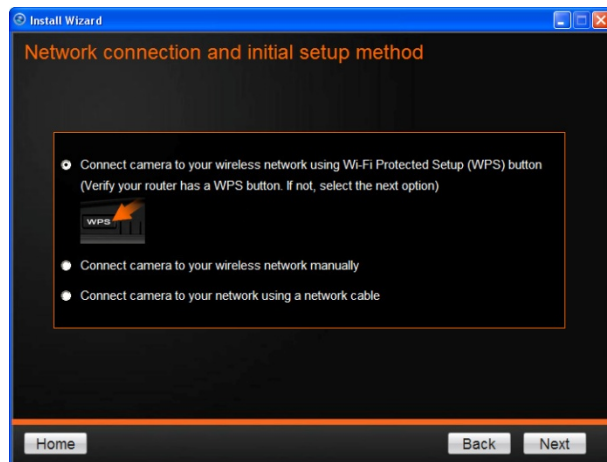 Install Wizard
Network connection and initial setup method
Connect camera to your wireless network using Wi-Fi Protected Setup (WPS) button
(Verify your router has a WPS button. If not, select the next option)
WPS
Connect camera to your wireless network manually
Connect camera to your network using a network cable
Home
Back
Next